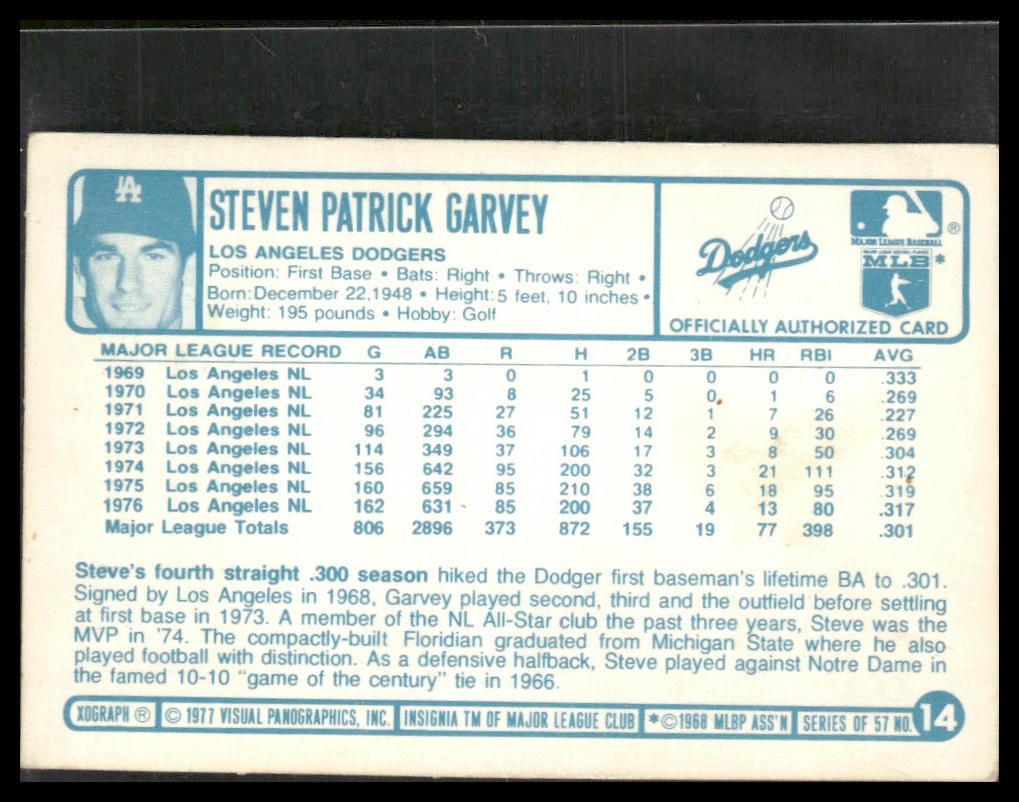 LA
STEVEN PATRICK GARVEY
LOS ANGELES DODGERS
Position: First Base • Bats: Right • Throws: Right •
Born:December 22,1948 • Height:5 feet, 10 inches •
Weight: 195 pounds • Hobby: Golf
Dodgers
MAJOR LEAGUE BASEBALL ®
MAJOR LEAGUE BASEBALL PLAYERS
MLB *
OFFICIALLY AUTHORIZED CARD
MAJOR LEAGUE RECORD G AB R H 2B 3B HR RBI AVG
1969 Los Angeles NL 3 3 0 1 0 0 0 0 .333
1970 Los Angeles NL 34 93 8 25 5 0 1 6 .269
1971 Los Angeles NL 81 225 27 51 12 1 7 26 .227
1972 Los Angeles NL 96 294 36 79 14 2 9 30 .269
1973 Los Angeles NL 114 349 37 106 17 3 8 50 .304
1974 Los Angeles NL 156 642 95 200 32 3 21 111 .312
1975 Los Angeles NL 160 659 85 210 38 6 18 95 .319
1976 Los Angeles NL 162 631 85 200 37 4 13 80 .317
Major League Totals 806 2896 373 872 155 19 77 398 .301
Steve's fourth straight .300 season hiked the Dodger first baseman's lifetime BA to .301.
Signed by Los Angeles in 1968, Garvey played second, third and the outfield before settling
at first base in 1973. A member of the NL All-Star club the past three years, Steve was the
MVP in '74. The compactly-built Floridian graduated from Michigan State where he also
played football with distinction. As a defensive halfback, Steve played against Notre Dame in
the famed 10-10 "game of the century" tie in 1966.
XOGRAPH ® © 1977 VISUAL PANOGRAPHICS, INC. INSIGNIA TM OF MAJOR LEAGUE CLUB *©1968 MLBP ASS'N SERIES OF 57 NO. 14